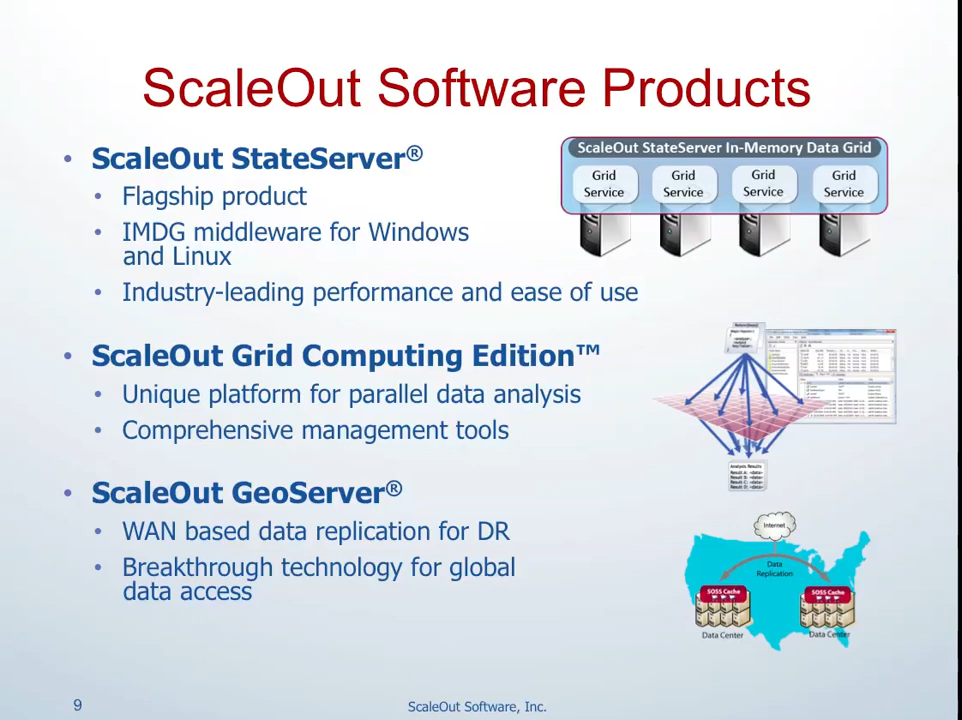 ScaleOut Software Products
• ScaleOut StateServer®
• Flagship product
• IMDG middleware for Windows
and Linux
• Industry-leading performance and ease of use
ScaleOut StateServer In-Memory Data Grid
Grid Service
Grid Service
Grid Service
Grid Service
• ScaleOut Grid Computing Edition™
• Unique platform for parallel data analysis
• Comprehensive management tools
Analysis Results
• ScaleOut GeoServer®
• WAN based data replication for DR
• Breakthrough technology for global
data access
Internet
Data
Replication
SOSS Cache
SOSS Cache
Data Center
Data Center
9
ScaleOut Software, Inc.